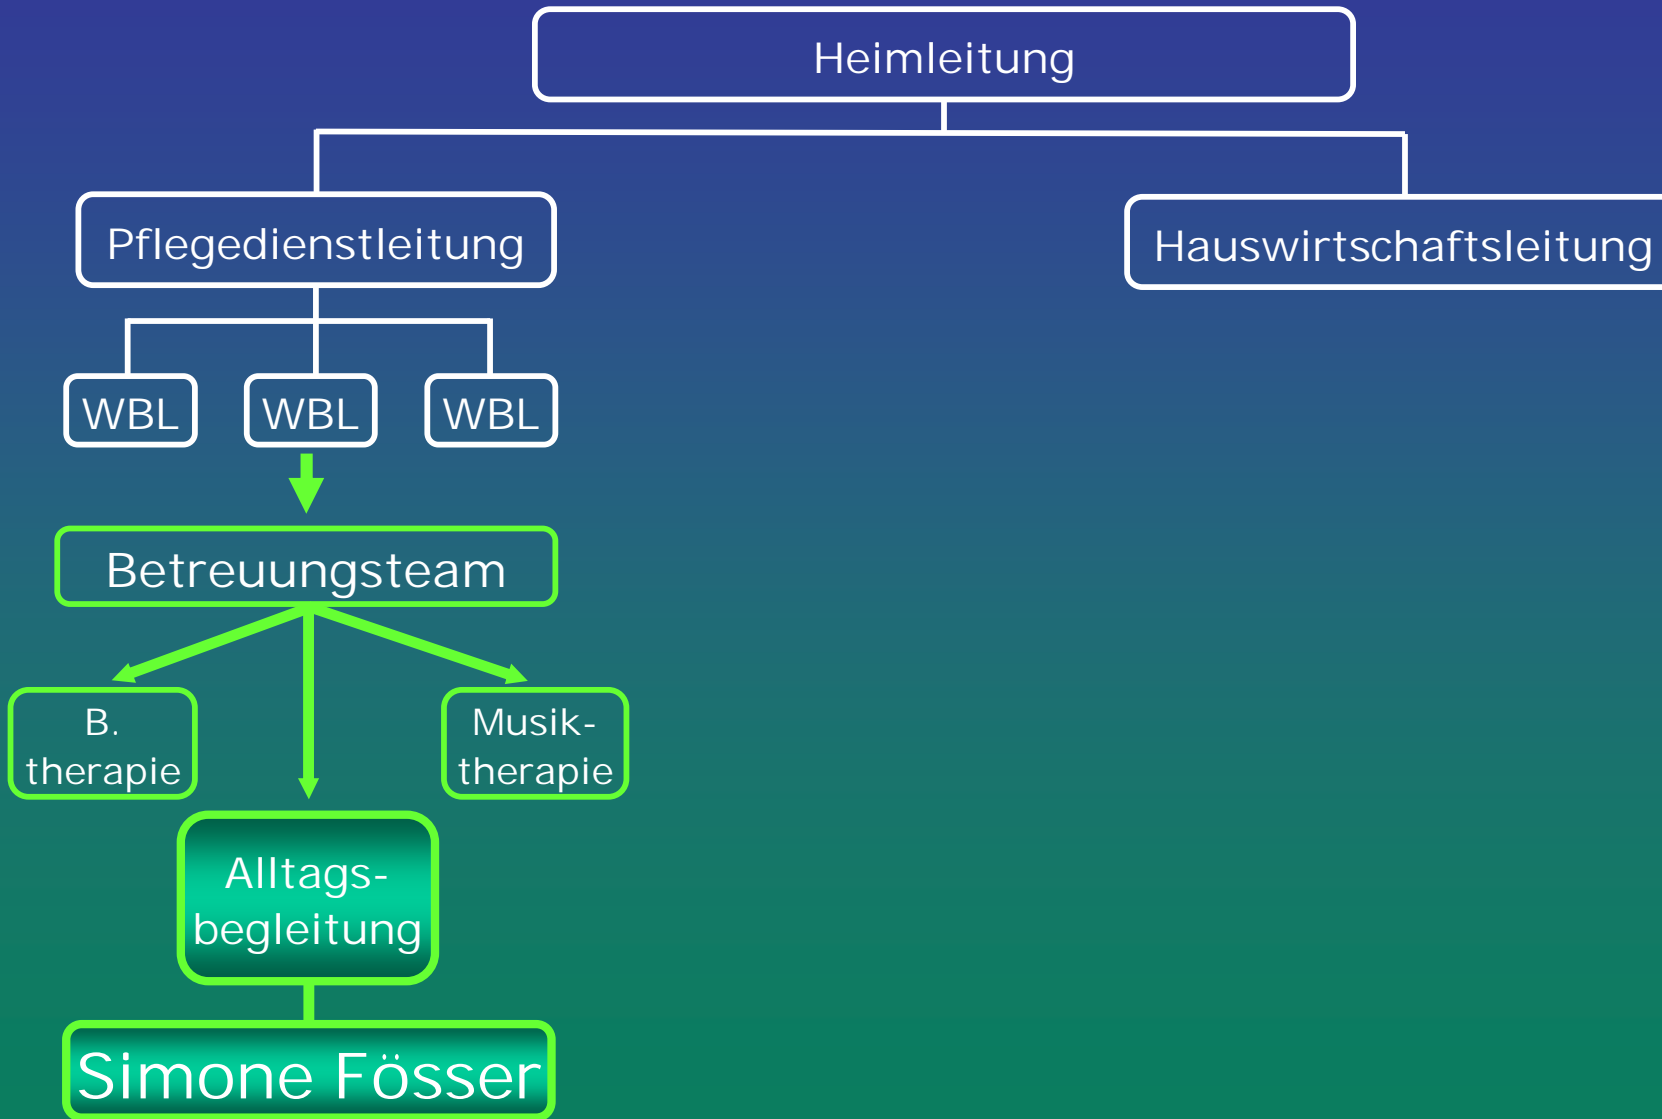 Heimleitung
Pflegedienstleitung
Hauswirtschaftsleitung
WBL
WBL
WBL
Betreuungsteam
B.
therapie
Musik-
therapie
Alltags-
begleitung
Simone Fösser